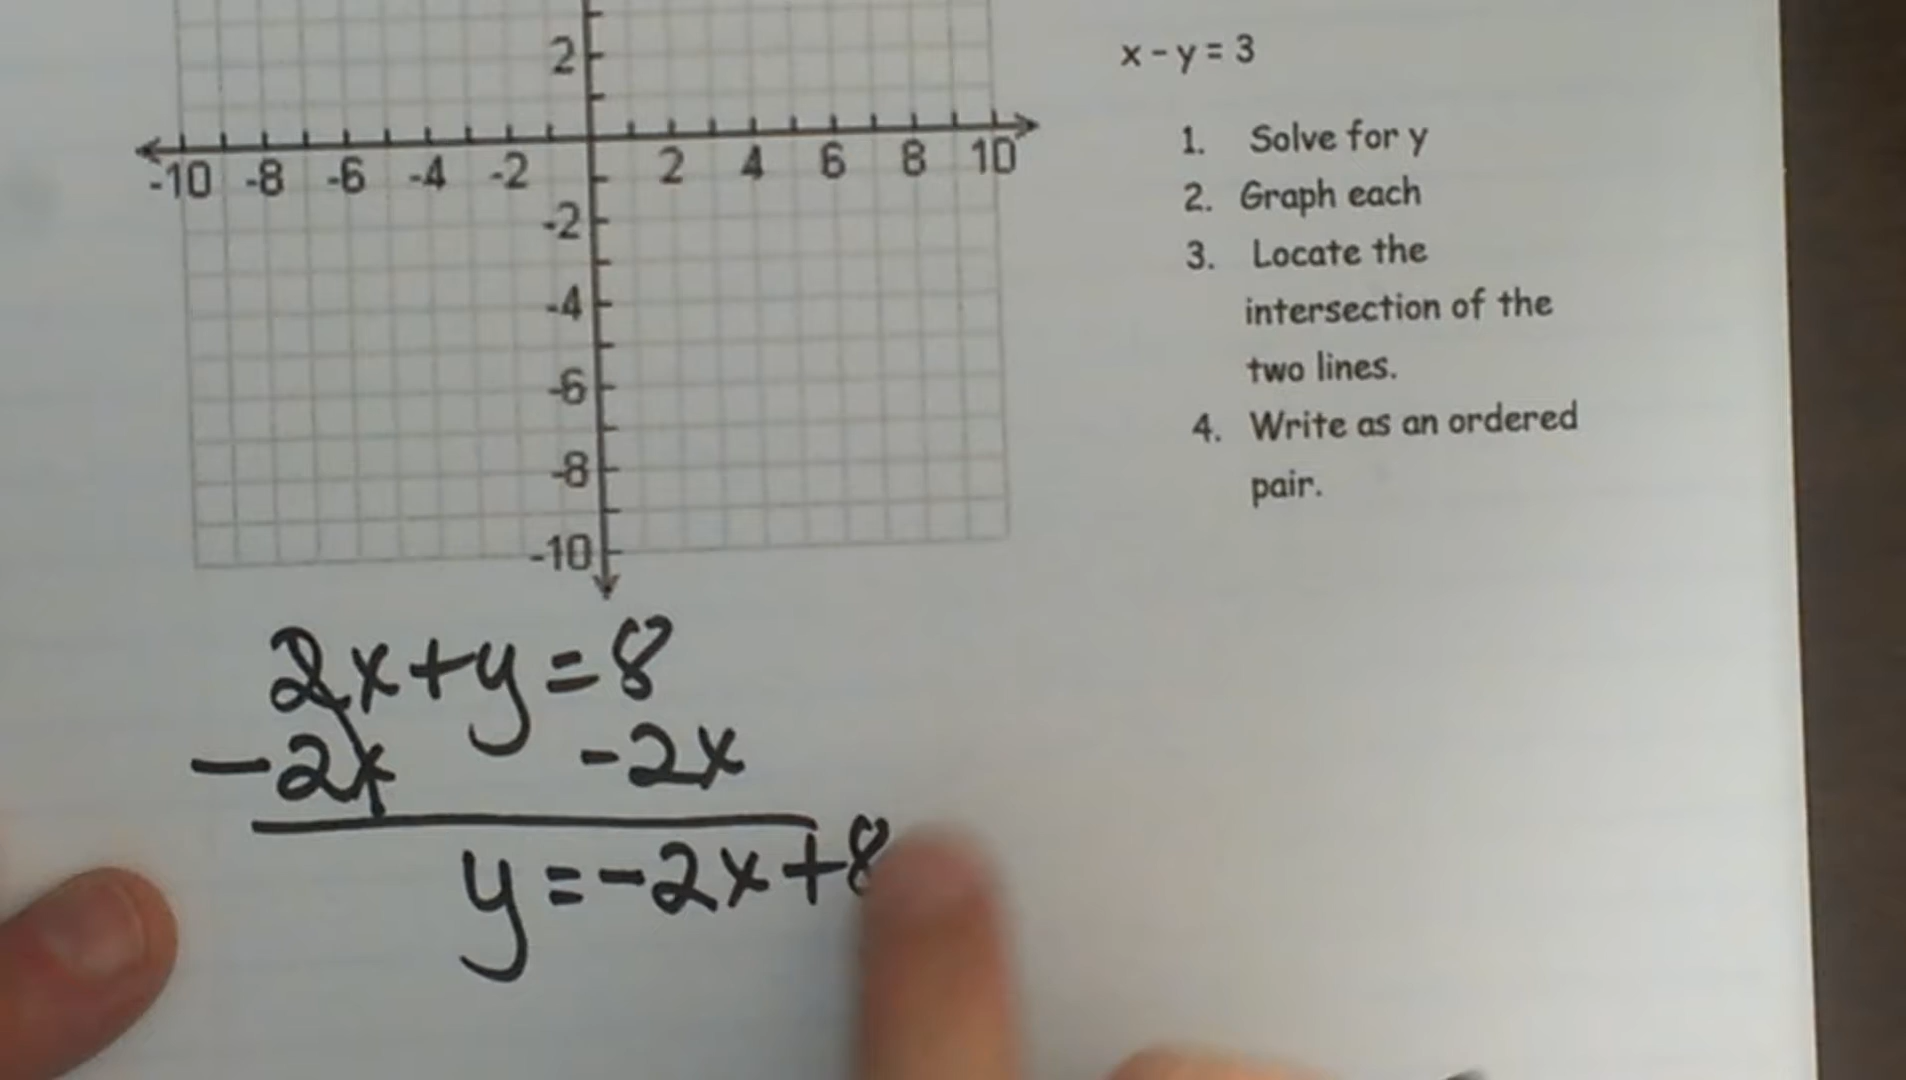 2
-10 -8 -6 -4 -2 2 4 6 8 10
-2
-4
-6
-8
-10
x - y = 3
1. Solve for y
2. Graph each
3. Locate the
intersection of the
two lines.
4. Write as an ordered
pair.
2x+y=8
-2x -2x
y=-2x+8